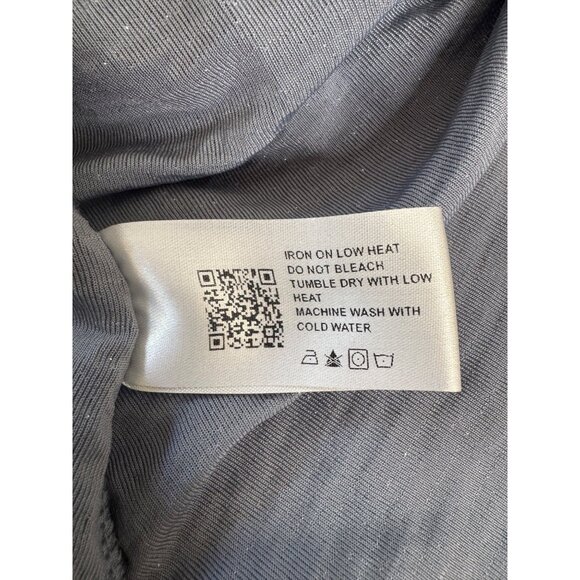 IRON ON LOW HEAT
DO NOT BLEACH
TUMBLE DRY WITH LOW
HEAT
MACHINE WASH WITH
COLD WATER